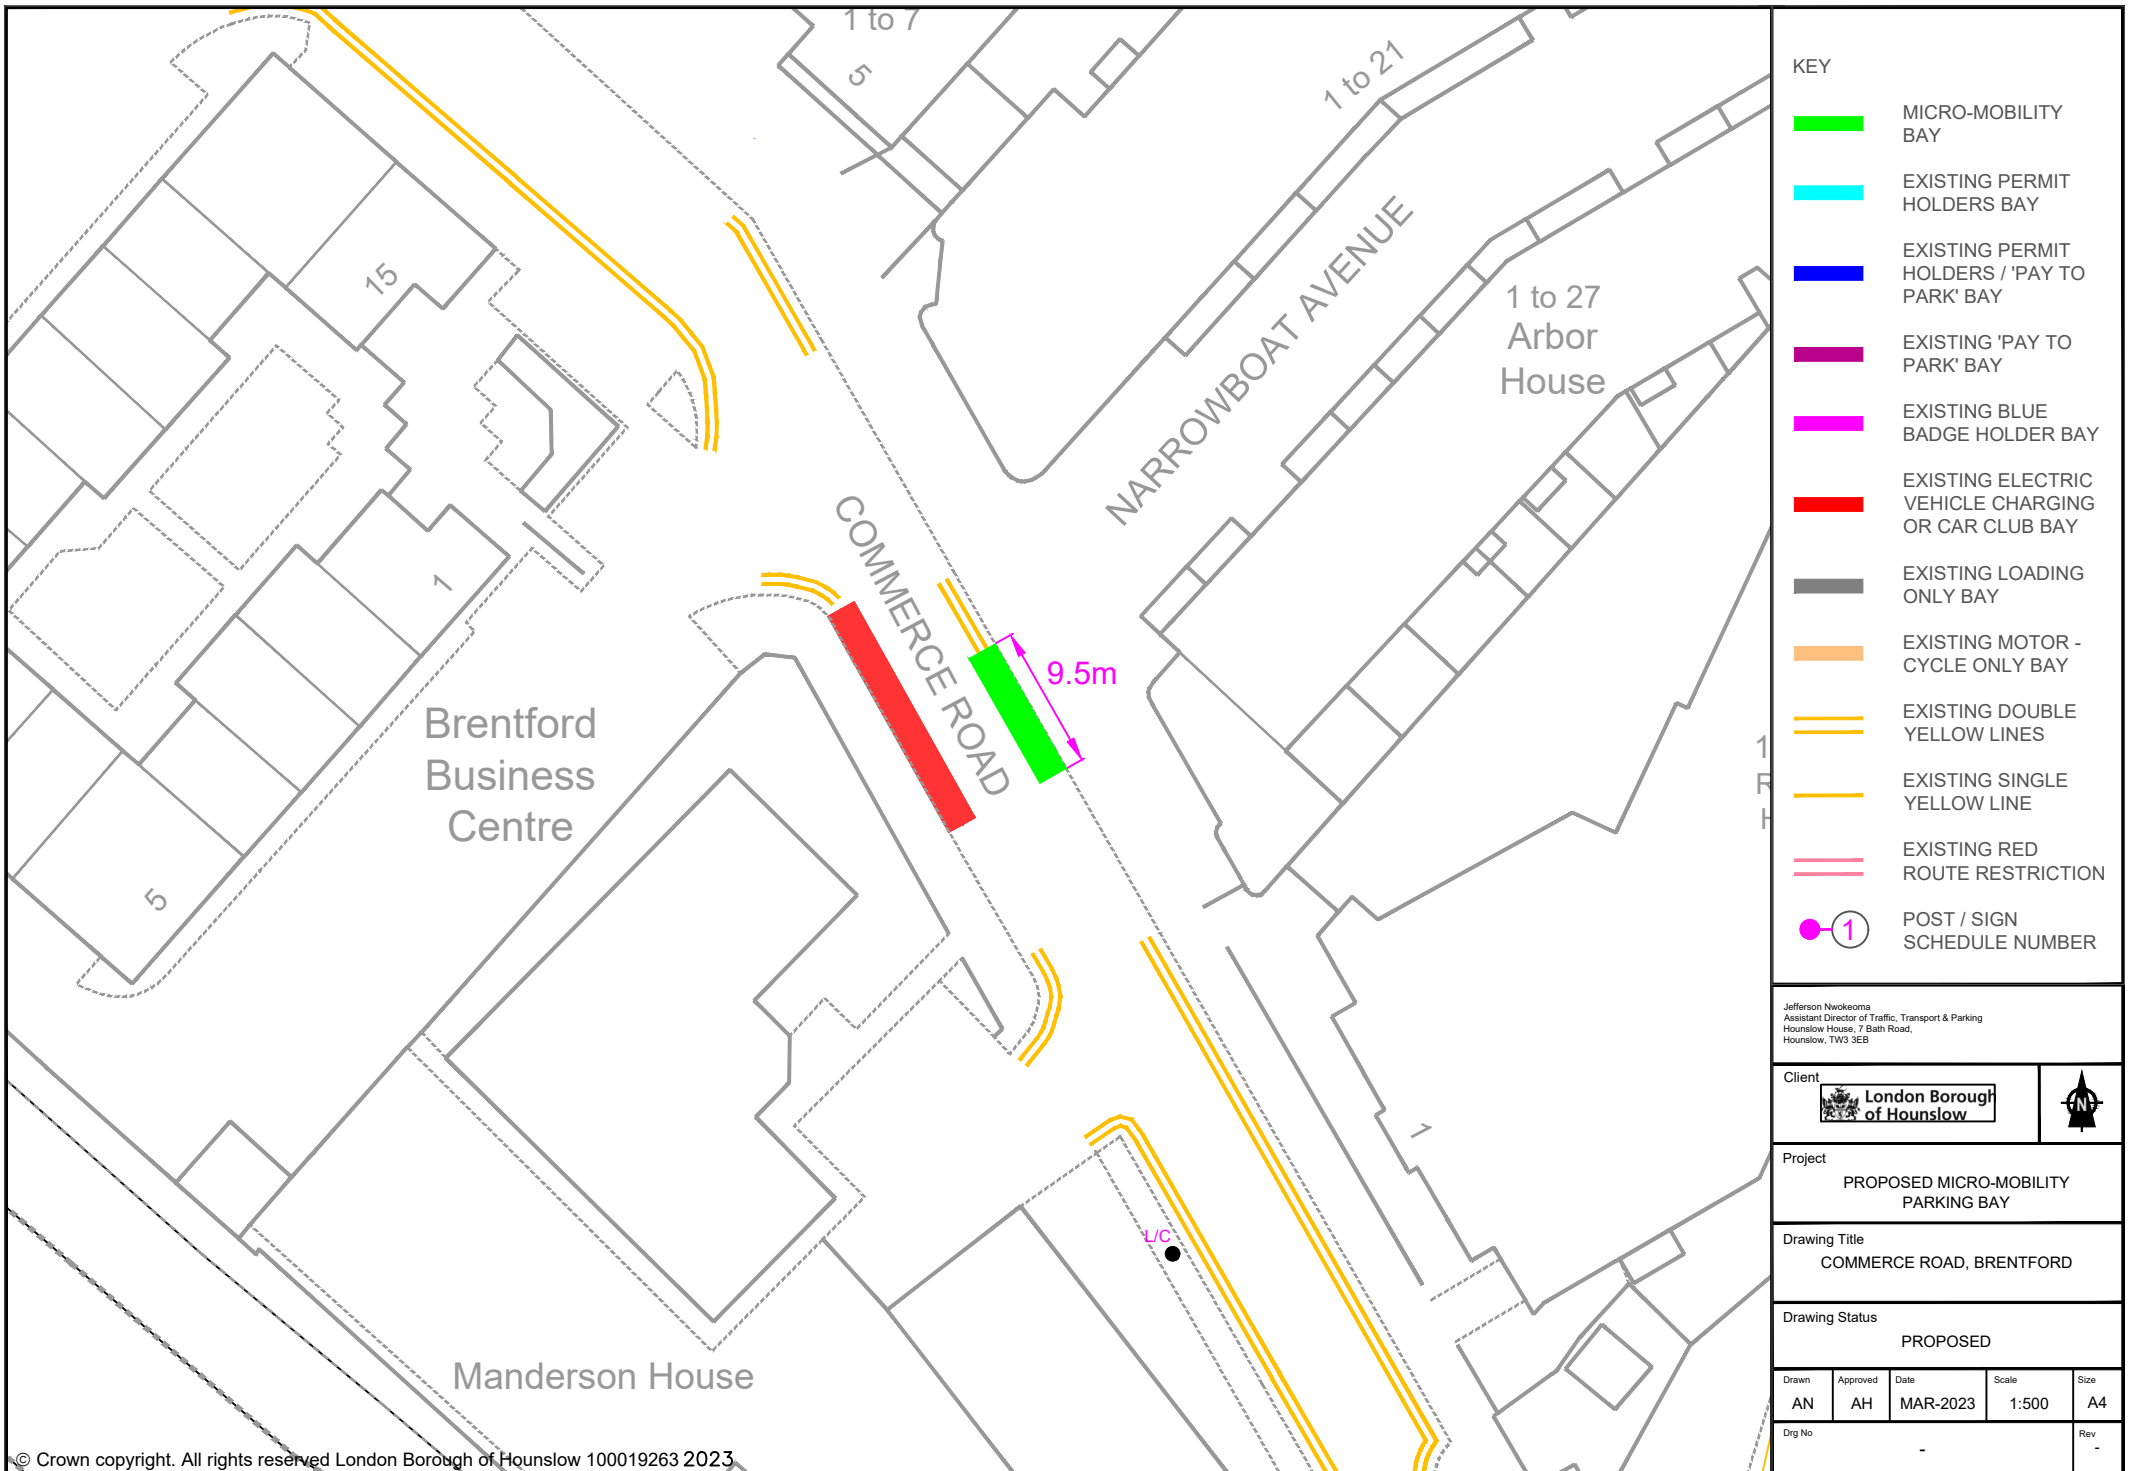 1 to 7
5
1 to 21
15
NARROWBOAT AVENUE
1 to 27
Arbor
House
COMMERCE ROAD
1
9.5m
Brentford
Business
Centre
5
1
R
H
1
L/C
Manderson House
© Crown copyright. All rights reserved London Borough of Hounslow 100019263 2023
KEY
MICRO-MOBILITY
BAY
EXISTING PERMIT
HOLDERS BAY
EXISTING PERMIT
HOLDERS / 'PAY TO
PARK' BAY
EXISTING 'PAY TO
PARK' BAY
EXISTING BLUE
BADGE HOLDER BAY
EXISTING ELECTRIC
VEHICLE CHARGING
OR CAR CLUB BAY
EXISTING LOADING
ONLY BAY
EXISTING MOTOR -
CYCLE ONLY BAY
EXISTING DOUBLE
YELLOW LINES
EXISTING SINGLE
YELLOW LINE
EXISTING RED
ROUTE RESTRICTION
1
POST / SIGN
SCHEDULE NUMBER
Jefferson Nwokeoma
Assistant Director of Traffic, Transport & Parking
Hounslow House, 7 Bath Road,
Hounslow, TW3 3EB
Client
London Borough
of Hounslow
N
Project
PROPOSED MICRO-MOBILITY
PARKING BAY
Drawing Title
COMMERCE ROAD, BRENTFORD
Drawing Status
PROPOSED
Drawn Approved Date Scale Size
AN AH MAR-2023 1:500 A4
Drg No Rev
- -